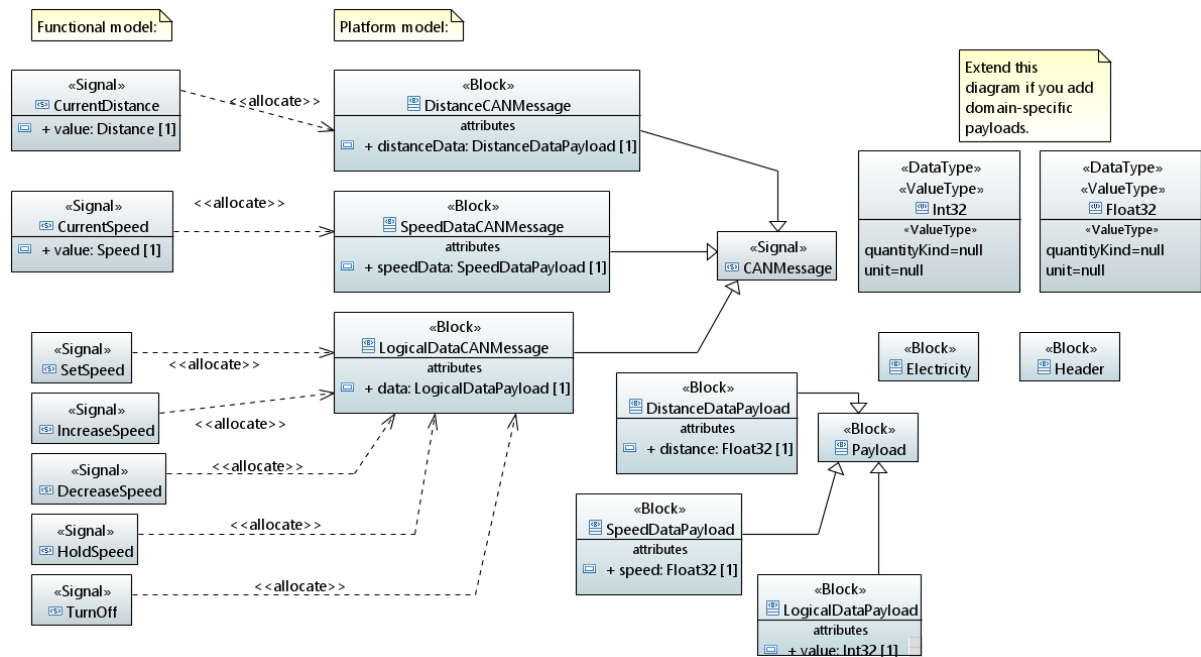 Functional model:
Platform model:
«Signal»
CurrentDistance
+ value: Distance [1]
<<allocate>>
«Block»
DistanceCANMessage
attributes
+ distanceData: DistanceDataPayload [1]
Extend this
diagram if you add
domain-specific
payloads.
«Signal»
CurrentSpeed
+ value: Speed [1]
<<allocate>>
«Block»
SpeedDataCANMessage
attributes
+ speedData: SpeedDataPayload [1]
«Signal»
CANMessage
«DataType»
«ValueType»
Int32
«ValueType»
quantityKind=null
unit=null
«DataType»
«ValueType»
Float32
«ValueType»
quantityKind=null
unit=null
«Signal»
SetSpeed
<<allocate>>
«Block»
LogicalDataCANMessage
attributes
+ data: LogicalDataPayload [1]
«Block»
Electricity
«Block»
Header
«Signal»
IncreaseSpeed
<<allocate>>
«Block»
DistanceDataPayload
attributes
+ distance: Float32 [1]
«Block»
Payload
«Signal»
DecreaseSpeed
<<allocate>>
«Signal»
HoldSpeed
<<allocate>>
«Block»
SpeedDataPayload
attributes
+ speed: Float32 [1]
«Signal»
TurnOff
<<allocate>>
«Block»
LogicalDataPayload
attributes
+ value: Int32 [1]